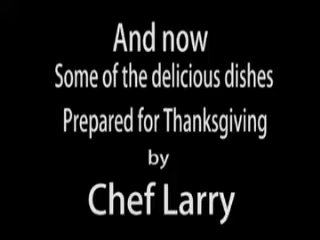 And now
Some of the delicious dishes
Prepared for Thanksgiving
by
Chef Larry